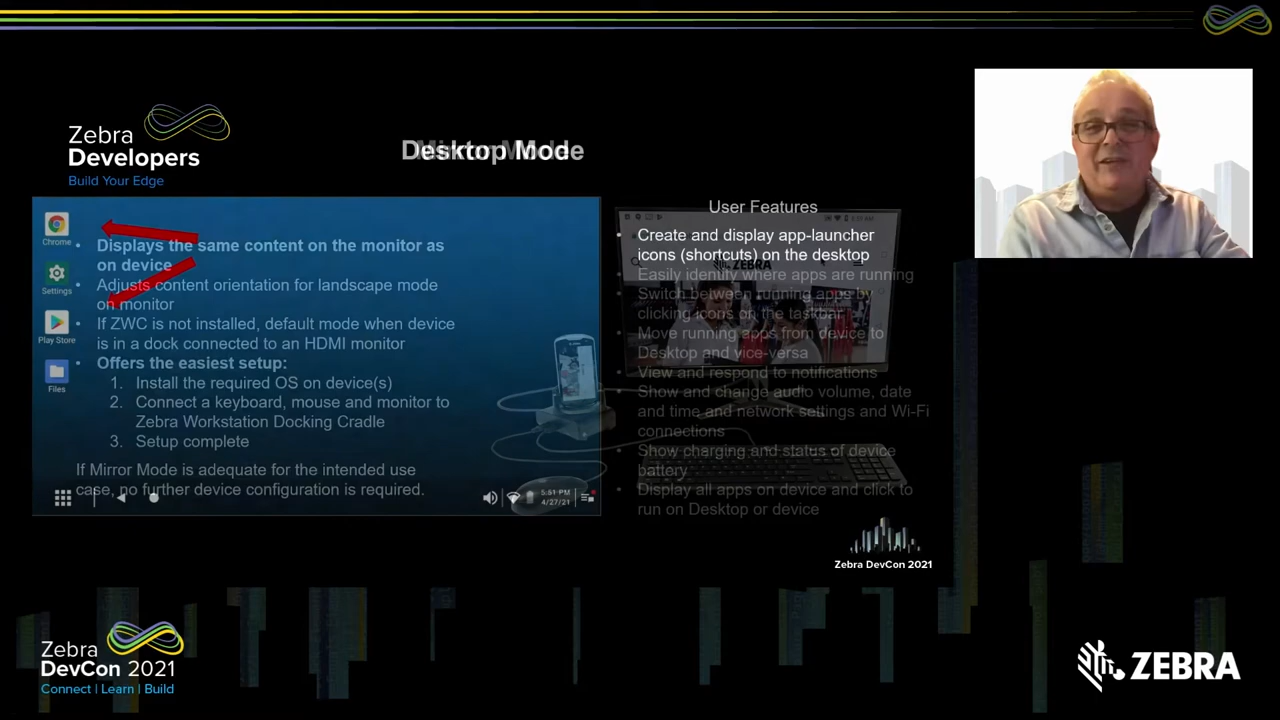 Zebra
Developers
Build Your Edge
Desktop Mode
Chrome
Settings
Play Store
Files
• Displays the same content on the monitor as
on device
• Adjusts content orientation for landscape mode
on monitor
• If ZWC is not installed, default mode when device
is in a dock connected to an HDMI monitor
• Offers the easiest setup:
1. Install the required OS on device(s)
2. Connect a keyboard, mouse and monitor to
Zebra Workstation Docking Cradle
3. Setup complete
If Mirror Mode is adequate for the intended use
case, no further device configuration is required.
5:51 PM
4/27/21
User Features
• Create and display app-launcher
icons (shortcuts) on the desktop
• Easily identify where apps are running
• Switch between running apps by
clicking icons on the taskbar
• Move running apps from device to
Desktop and vice-versa
• View and respond to notifications
• Show and change audio volume, date
and time and network settings and Wi-Fi
connections
• Show charging and status of device
battery
• Display all apps on device and click to
run on Desktop or device
ZEBRA
Zebra DevCon 2021
Zebra
DevCon 2021
Connect | Learn | Build
ZEBRA